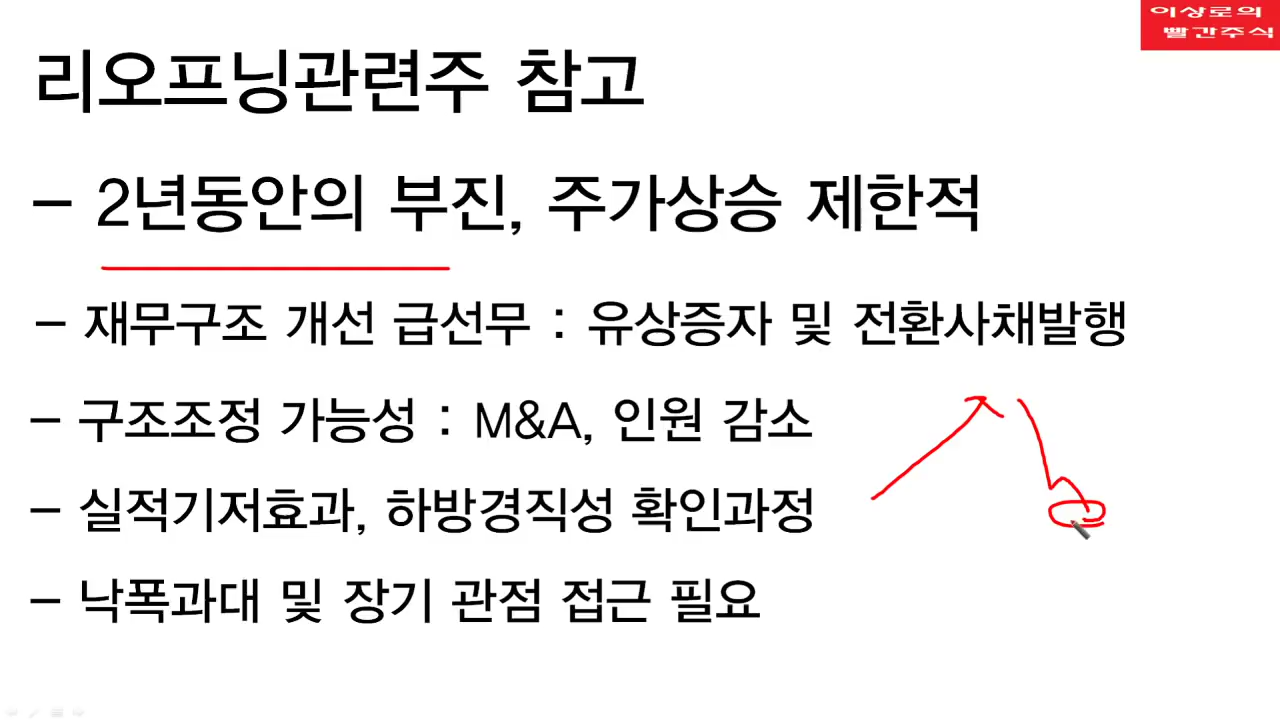 이상로의
빨간주식
리오프닝관련주 참고
- 2년동안의 부진, 주가상승 제한적
- 재무구조 개선 급선무 : 유상증자 및 전환사채발행
- 구조조정 가능성 : M&A, 인원 감소
- 실적기저효과, 하방경직성 확인과정
- 낙폭과대 및 장기 관점 접근 필요